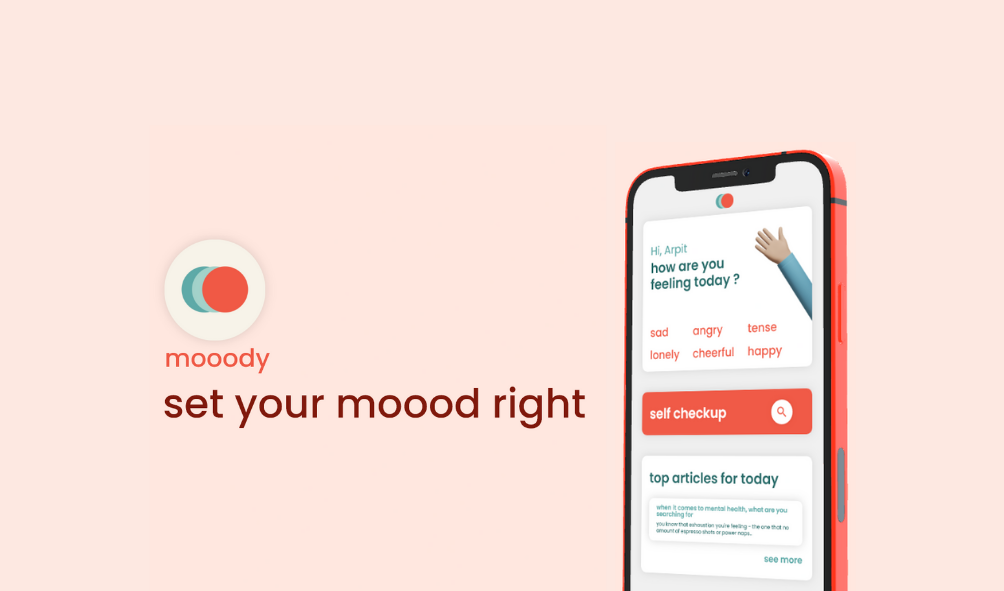 mooody
set your moood right
Hi, Arpit
how are you
feeling today ?
sad angry tense
lonely cheerful happy
self checkup
top articles for today
when it comes to mental health, what are you
searching for
you know that exhaustion you're feeling - the one that no
amount of espresso shots or power naps...
see more